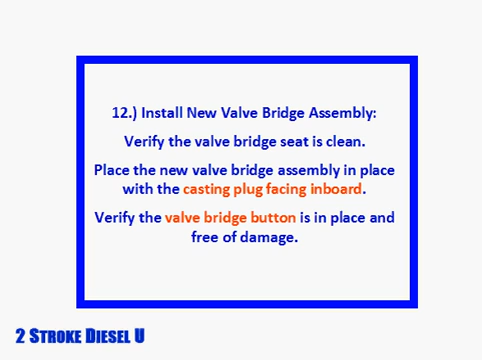 12.) Install New Valve Bridge Assembly:
Verify the valve bridge seat is clean.
Place the new valve bridge assembly in place
with the casting plug facing inboard.
Verify the valve bridge button is in place and
free of damage.
2 STROKE DIESEL U